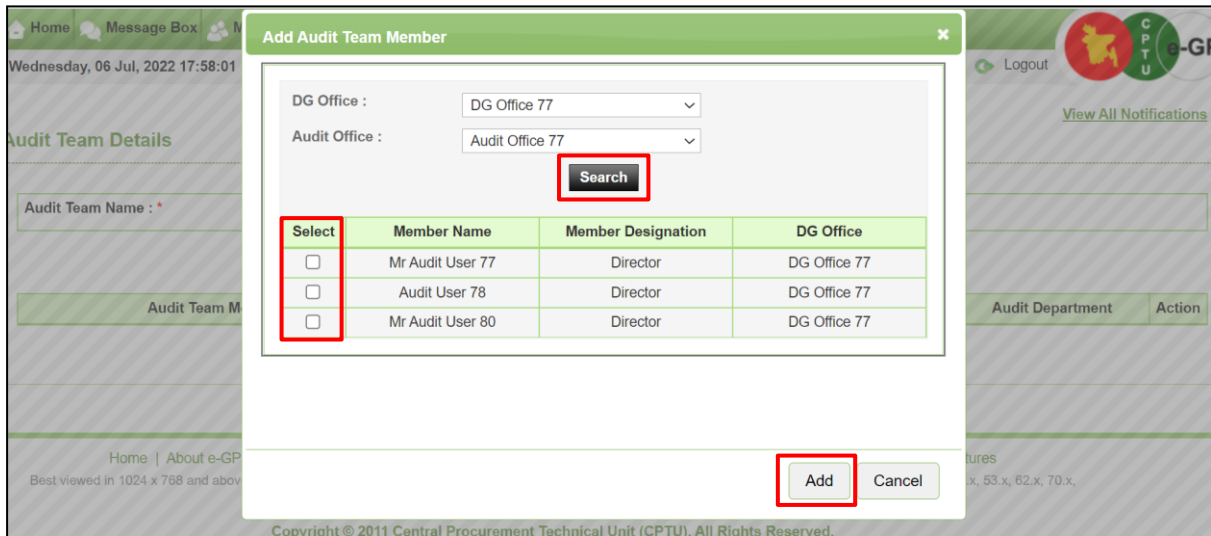 Home Message Box M
Add Audit Team Member
CPTU
e-GP
Wednesday, 06 Jul, 2022 17:58:01
Logout
DG Office : DG Office 77
View All Notifications
Audit Team Details
Audit Office : Audit Office 77
Search
Audit Team Name : *
Select Member Name Member Designation DG Office
Mr Audit User 77 Director DG Office 77
Audit User 78 Director DG Office 77
Audit Team M Audit Department Action
Mr Audit User 80 Director DG Office 77
Home | About e-GP
tures
Add Cancel
Best viewed in 1024 x 768 and abov
.x, 53.x, 62.x, 70.x,
Copyright © 2011 Central Procurement Technical Unit (CPTU). All Rights Reserved.